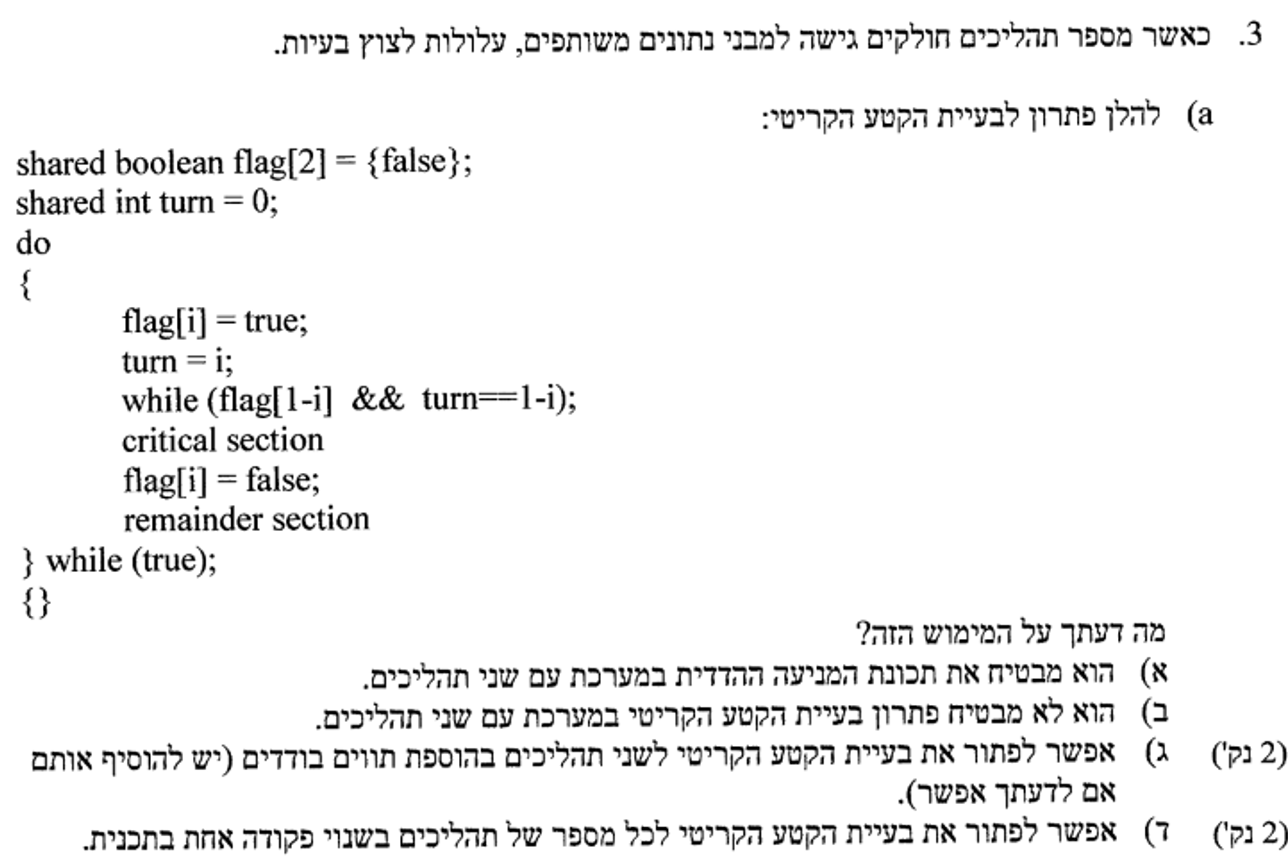 3. כאשר מספר תהליכים חולקים גישה למבני נתונים משותפים, עלולות לצוץ בעיות.
a) להלן פתרון לבעיית הקטע הקריטי:
shared boolean flag[2] = {false};
shared int turn = 0;
do
{
flag[i] = true;
turn = i;
while (flag[1-i] && turn==1-i);
critical section
flag[i] = false;
remainder section
} while (true);
{}
מה דעתך על המימוש הזה?
א) הוא מבטיח את תכונת המניעה ההדדית במערכת עם שני תהליכים.
ב) הוא לא מבטיח פתרון בעיית הקטע הקריטי במערכת עם שני תהליכים.
(2 נק') ג) אפשר לפתור את בעיית הקטע הקריטי לשני תהליכים בהוספת תווים בודדים (יש להוסיף אותם
אם לדעתך אפשר).
(2 נק') ד) אפשר לפתור את בעיית הקטע הקריטי לכל מספר של תהליכים בשנוי פקודה אחת בתכנית.